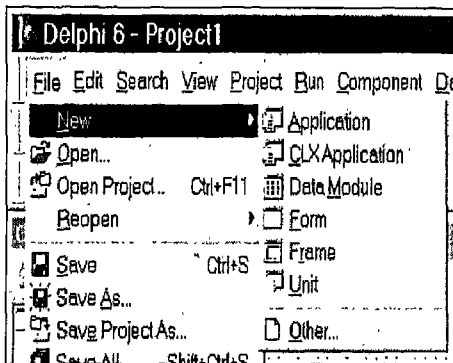 Delphi 6 - Project1
File Edit Search View Project Run Component
New
Open...
Open Project... Ctrl+F11
Reopen
Save Ctrl+S
Save As...
Save Project As...
Save All Shift+Ctrl+S
Application
CLX Application
Data Module
Form
Frame
Unit
Other...